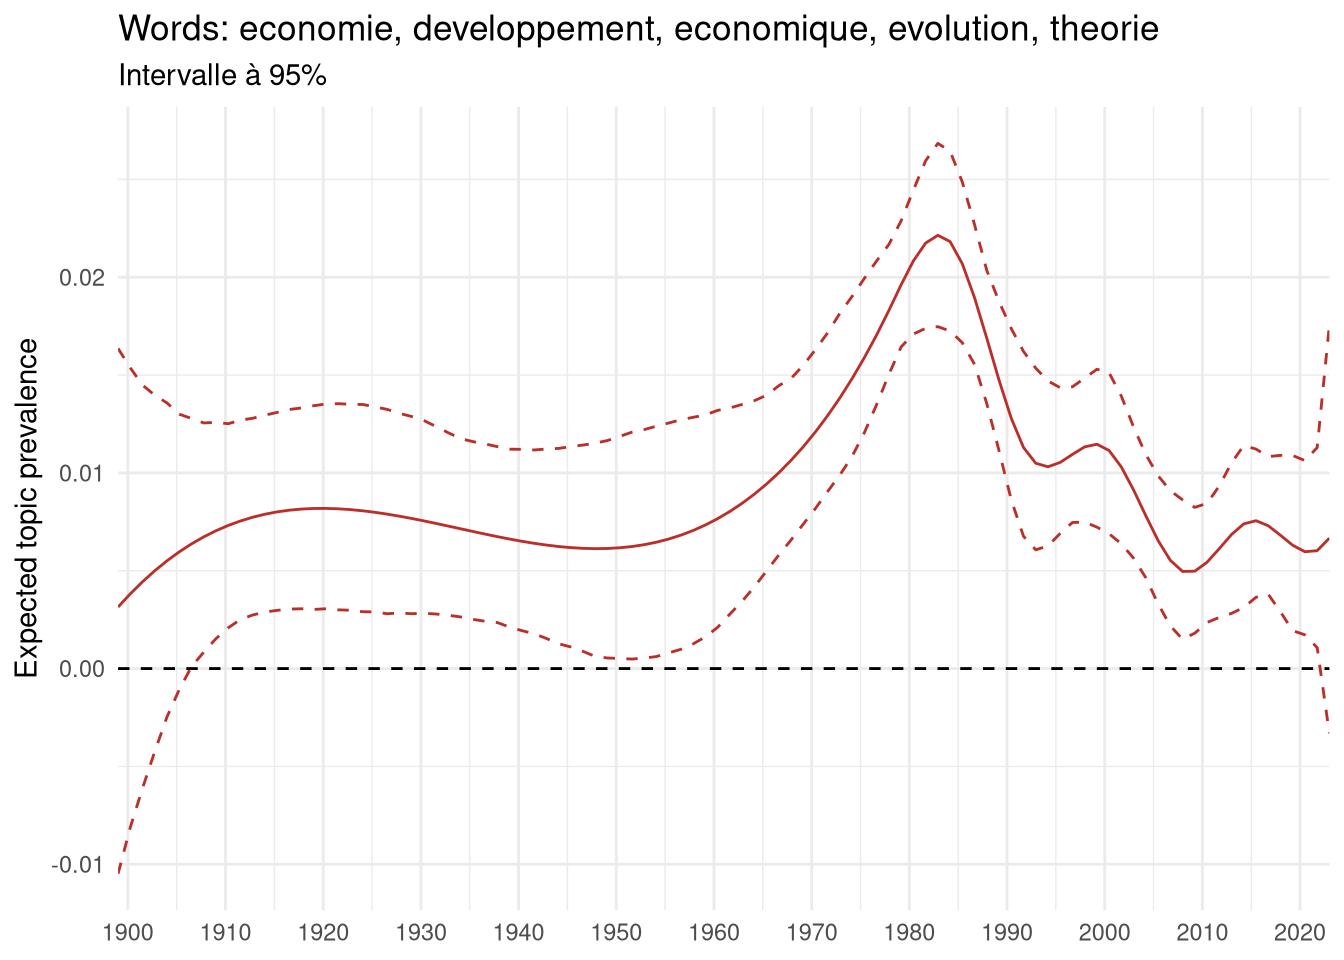 Words: economie, developpement, economique, evolution, theorie
Intervalle à 95%
Expected topic prevalence
0.02
0.01
0.00
-0.01
1900 1910 1920 1930 1940 1950 1960 1970 1980 1990 2000 2010 2020